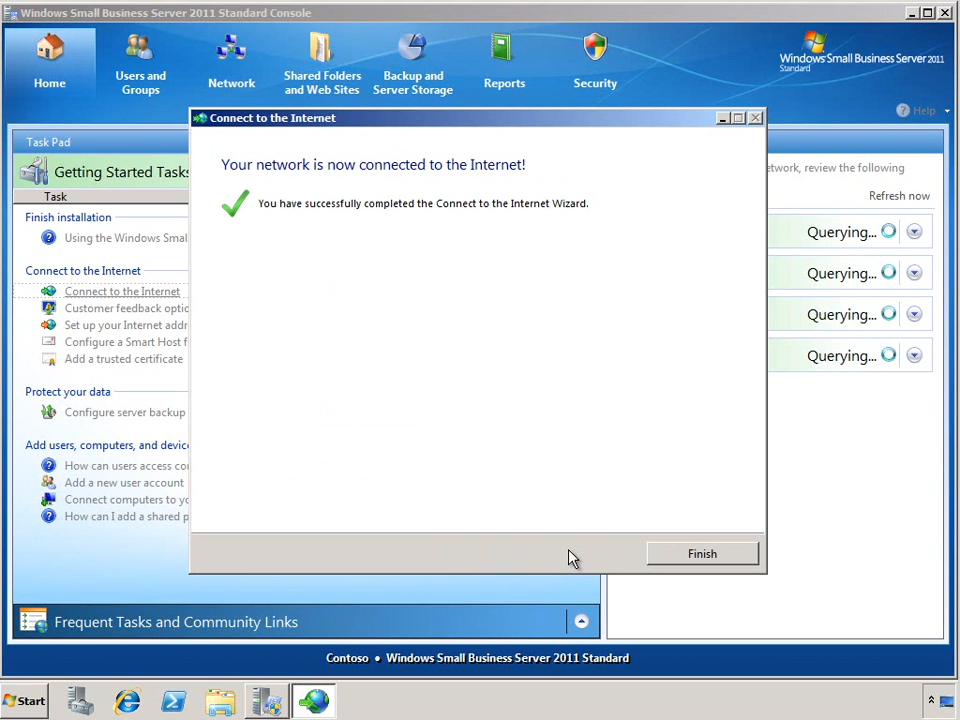 Windows Small Business Server 2011 Standard Console
Home
Users and Groups
Network
Shared Folders and Web Sites
Backup and Server Storage
Reports
Security
Windows Small Business Server 2011
Standard
Help
Task Pad
Getting Started Tasks
Task
Finish installation
Using the Windows Smal
Connect to the Internet
Connect to the Internet
Customer feedback optio
Set up your Internet addr
Configure a Smart Host f
Add a trusted certificate
Protect your data
Configure server backup
Add users, computers, and device
How can users access co
Add a new user account
Connect computers to yo
How can I add a shared p
Connect to the Internet
Your network is now connected to the Internet!
You have successfully completed the Connect to the Internet Wizard.
Finish
etwork, review the following
Refresh now
Querying...
Querying...
Querying...
Querying...
Frequent Tasks and Community Links
Contoso • Windows Small Business Server 2011 Standard
Start